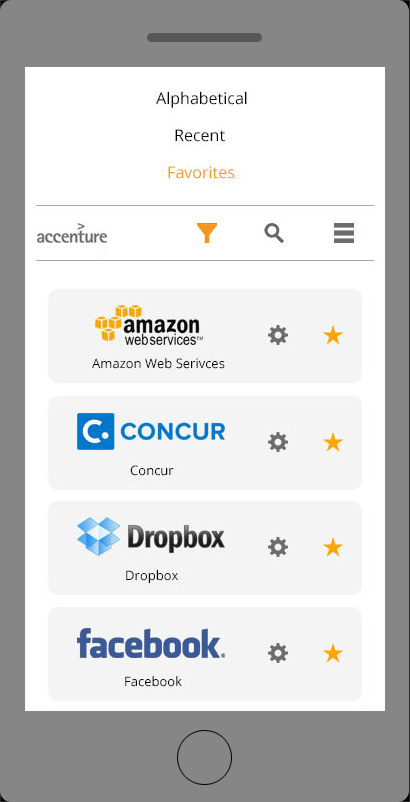 Alphabetical
Recent
Favorites
accenture
amazon
webservices™
Amazon Web Serivces
C. CONCUR
Concur
Dropbox
Dropbox
facebook.
Facebook